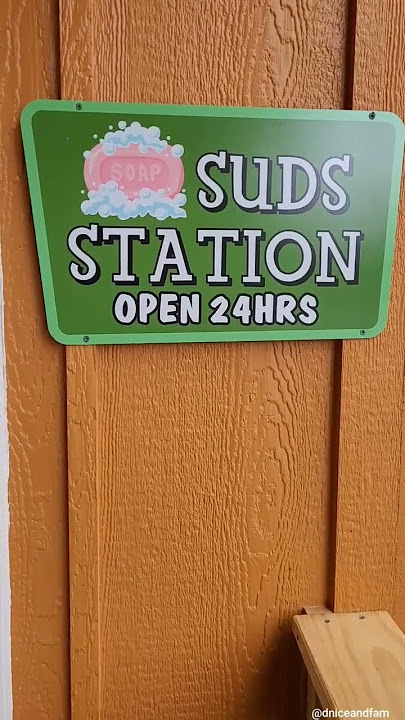 SOAP
SUDS
STATION
OPEN 24HRS
@dniceandfam